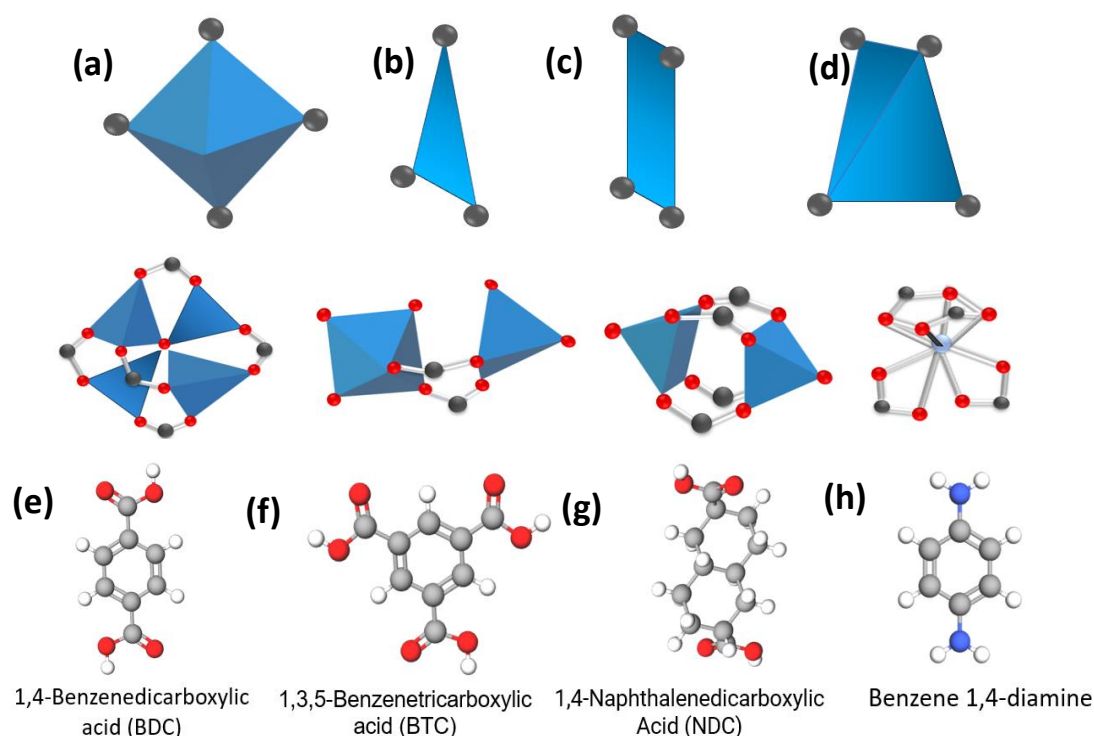 (a)
(b)
(c)
(d)
(e)
(f)
(g)
(h)
1,4-Benzenedicarboxylic
acid (BDC)
1,3,5-Benzenetricarboxylic
acid (BTC)
1,4-Naphthalenedicarboxylic
Acid (NDC)
Benzene 1,4-diamine